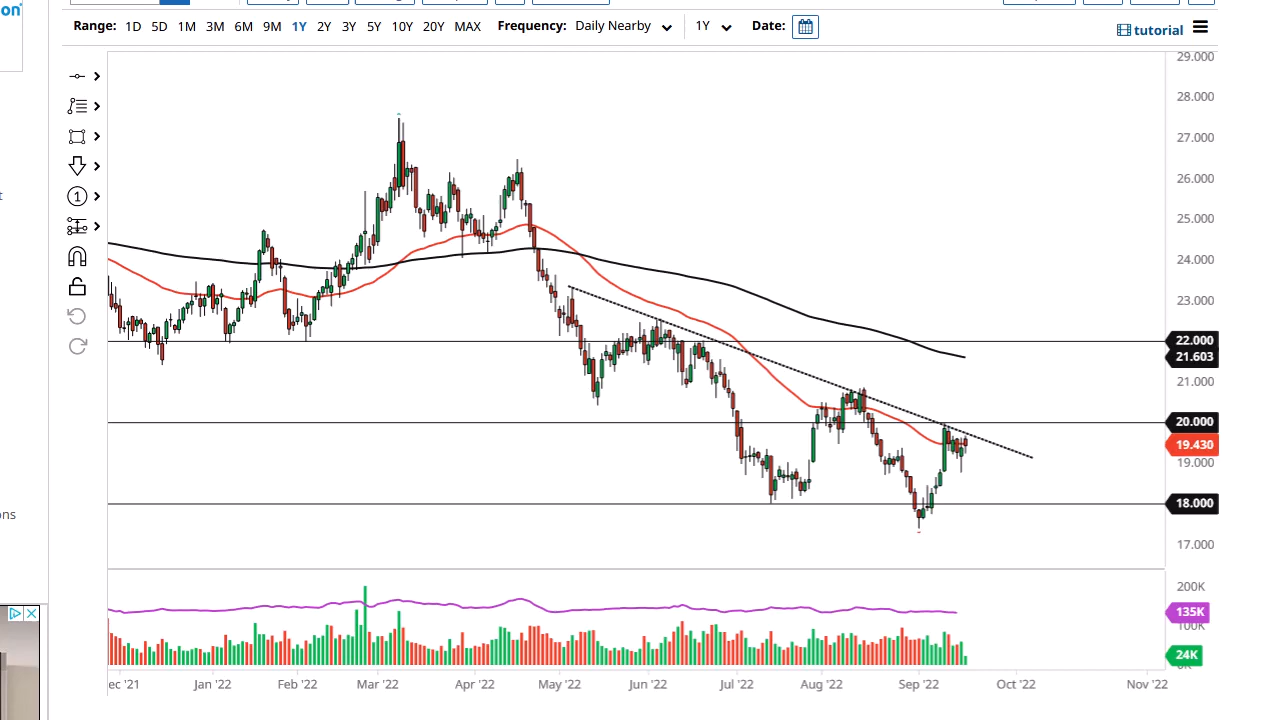 on
Range: 1D 5D 1M 3M 6M 9M 1Y 2Y 3Y 5Y 10Y 20Y MAX Frequency: Daily Nearby 1Y Date:
tutorial
29.000
28.000
27.000
26.000
25.000
24.000
23.000
22.000
21.603
21.000
20.000
19.430
19.000
18.000
17.000
t
1
ons
200K
135K
100K
24K
0K
ec '21 Jan '22 Feb '22 Mar '22 Apr '22 May '22 Jun '22 Jul '22 Aug '22 Sep '22 Oct '22 Nov '22